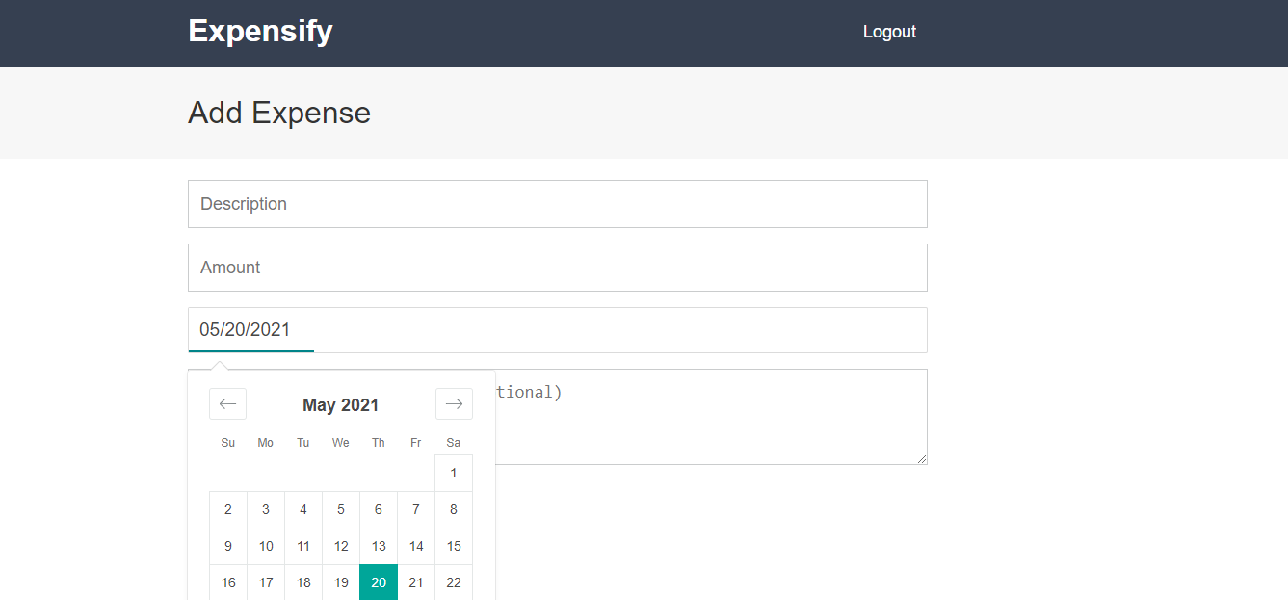 Expensify
Logout
Add Expense
Description
Amount
05/20/2021
tional)
May 2021
Su Mo Tu We Th Fr Sa
1
2 3 4 5 6 7 8
9 10 11 12 13 14 15
16 17 18 19 20 21 22